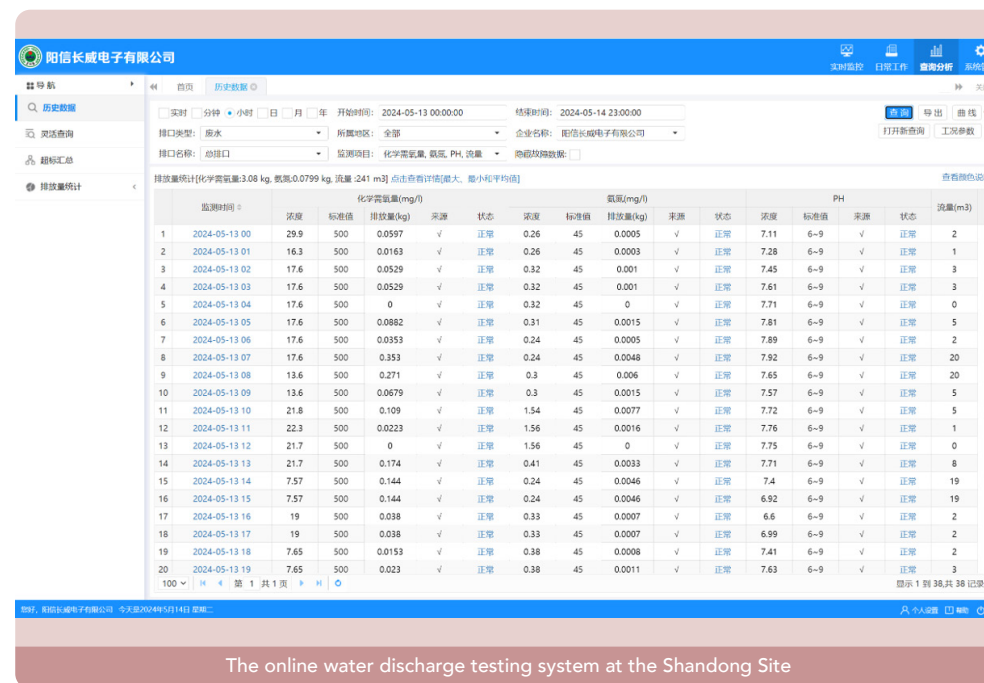 阳信长威电子有限公司
实时监控 日常工作 查询分析 系统
导航 首页 历史数据
历史数据
灵活查询
超标汇总
排放量统计
实时 分钟 小时 日 月 年 开始时间: 2024-05-13 00:00:00 结束时间: 2024-05-14 23:00:00 查询 导出 曲线
排口类型: 废水 所属地区: 全部 企业名称: 阳信长威电子有限公司 打开新查询 工况参数
排口名称: 总排口 监测项目: 化学需氧量, 氨氮, PH, 流量 隐藏故障数据:
排放量统计[化学需氧量:3.08 kg, 氨氮:0.0799 kg, 流量 :241 m3] 点击查看详情[最大、最小和平均值] 查看颜色说
监测时间 化学需氧量(mg/l) 氨氮(mg/l) PH 流量(m3)
浓度 标准值 排放量(kg) 来源 状态 浓度 标准值 排放量(kg) 来源 状态 浓度 标准值 来源 状态
1 2024-05-13 00 29.9 500 0.0597 √ 正常 0.26 45 0.0005 √ 正常 7.11 6~9 √ 正常 2
2 2024-05-13 01 16.3 500 0.0163 √ 正常 0.26 45 0.0003 √ 正常 7.28 6~9 √ 正常 1
3 2024-05-13 02 17.6 500 0.0529 √ 正常 0.32 45 0.001 √ 正常 7.45 6~9 √ 正常 3
4 2024-05-13 03 17.6 500 0.0529 √ 正常 0.32 45 0.001 √ 正常 7.61 6~9 √ 正常 3
5 2024-05-13 04 17.6 500 0 √ 正常 0.32 45 0 √ 正常 7.71 6~9 √ 正常 0
6 2024-05-13 05 17.6 500 0.0882 √ 正常 0.31 45 0.0015 √ 正常 7.81 6~9 √ 正常 5
7 2024-05-13 06 17.6 500 0.0353 √ 正常 0.24 45 0.0005 √ 正常 7.89 6~9 √ 正常 2
8 2024-05-13 07 17.6 500 0.353 √ 正常 0.24 45 0.0048 √ 正常 7.92 6~9 √ 正常 20
9 2024-05-13 08 13.6 500 0.271 √ 正常 0.3 45 0.006 √ 正常 7.65 6~9 √ 正常 20
10 2024-05-13 09 13.6 500 0.0679 √ 正常 0.3 45 0.0015 √ 正常 7.57 6~9 √ 正常 5
11 2024-05-13 10 21.8 500 0.109 √ 正常 1.54 45 0.0077 √ 正常 7.72 6~9 √ 正常 5
12 2024-05-13 11 22.3 500 0.0223 √ 正常 1.56 45 0.0016 √ 正常 7.76 6~9 √ 正常 1
13 2024-05-13 12 21.7 500 0 √ 正常 1.56 45 0 √ 正常 7.75 6~9 √ 正常 0
14 2024-05-13 13 21.7 500 0.174 √ 正常 0.41 45 0.0033 √ 正常 7.71 6~9 √ 正常 8
15 2024-05-13 14 7.57 500 0.144 √ 正常 0.24 45 0.0046 √ 正常 7.4 6~9 √ 正常 19
16 2024-05-13 15 7.57 500 0.144 √ 正常 0.24 45 0.0046 √ 正常 6.92 6~9 √ 正常 19
17 2024-05-13 16 19 500 0.038 √ 正常 0.33 45 0.0007 √ 正常 6.6 6~9 √ 正常 2
18 2024-05-13 17 19 500 0.038 √ 正常 0.33 45 0.0007 √ 正常 6.99 6~9 √ 正常 2
19 2024-05-13 18 7.65 500 0.0153 √ 正常 0.38 45 0.0008 √ 正常 7.41 6~9 √ 正常 2
20 2024-05-13 19 7.65 500 0.023 √ 正常 0.38 45 0.0011 √ 正常 7.63 6~9 √ 正常 3
100 第 1 共1页 显示 1 到 38,共 38 记录
您好，阳信长威电子有限公司 今天是2024年5月14日 星期二 个人设置 帮助
The online water discharge testing system at the Shandong Site